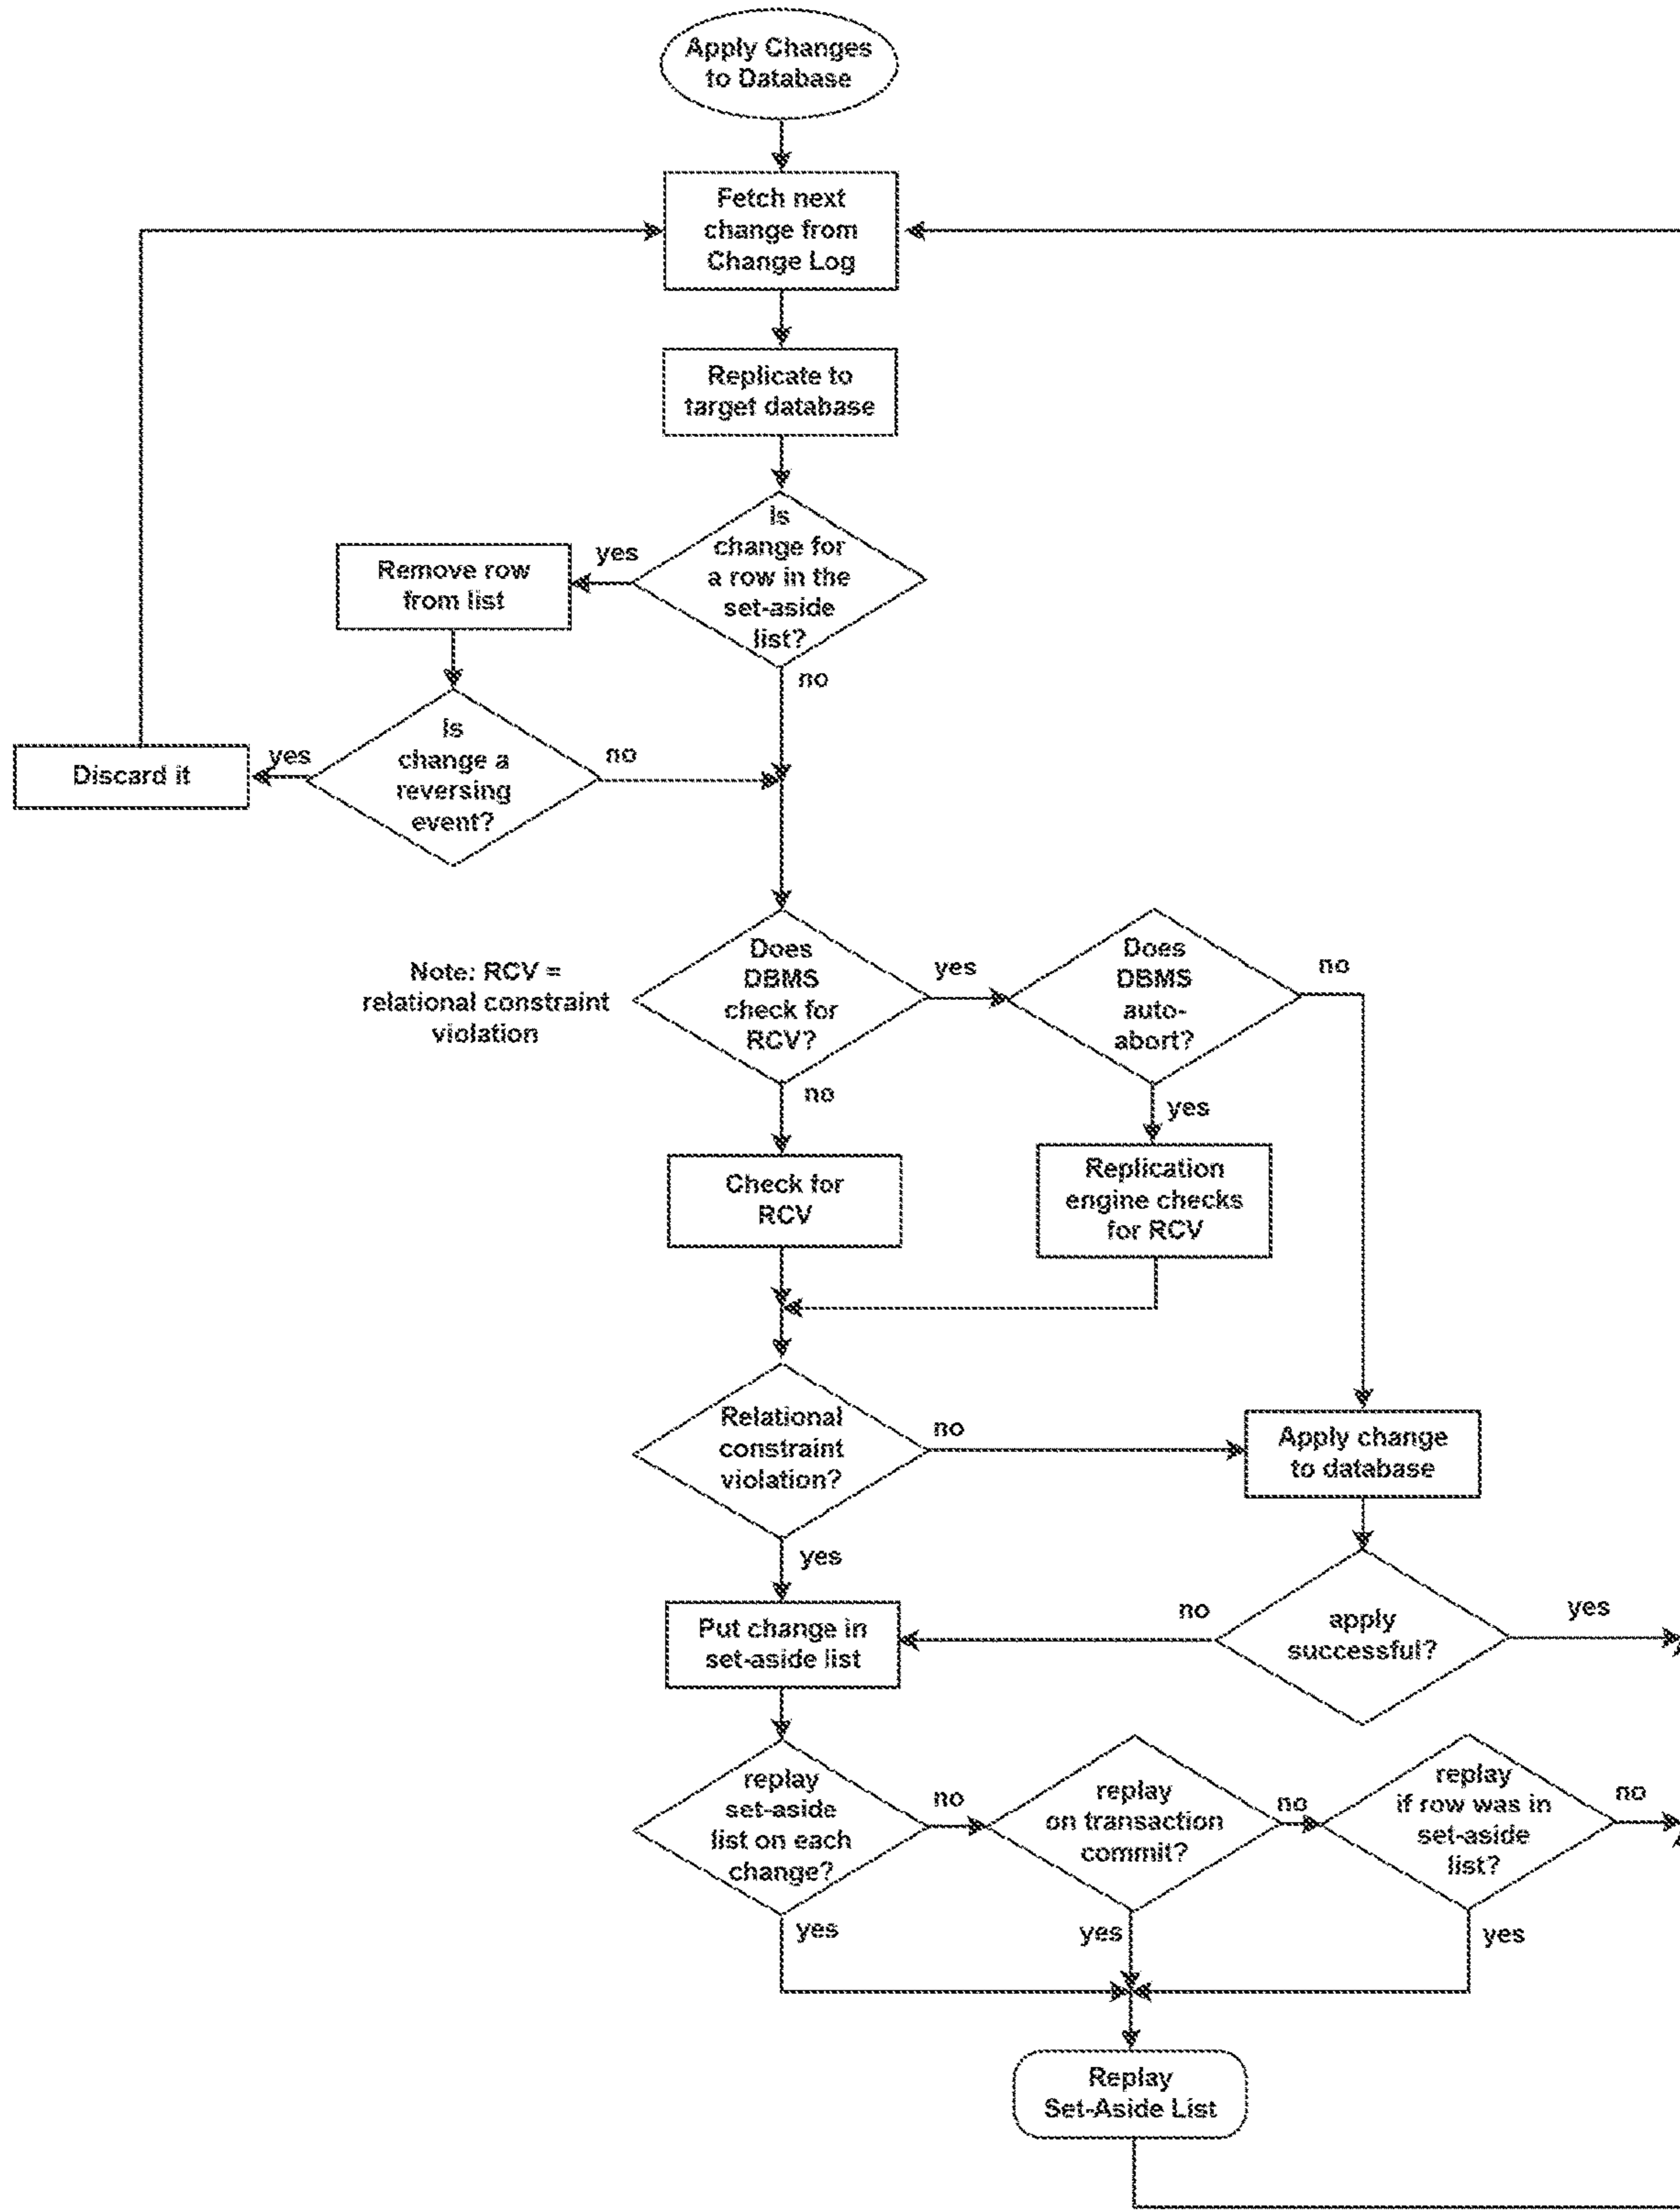 Apply Changes
to Database
Fetch next
change from
Change Log
Replicate to
target database
Is
change for
a row in the
set-aside
list?
yes
no
Remove row
from list
Is
change a
reversing
event?
yes
no
Discard it
Note: RCV =
relational constraint
violation
Does
DBMS
check for
RCV?
yes
no
Does
DBMS
auto-
abort?
no
yes
Check for
RCV
Replication
engine checks
for RCV
Relational
constraint
violation?
no
yes
Apply change
to database
Put change in
set-aside list
no
apply
successful?
yes
replay
set-aside
list on each
change?
no
yes
replay
on transaction
commit?
no
yes
replay
if row was in
set-aside
list?
no
yes
Replay
Set-Aside List